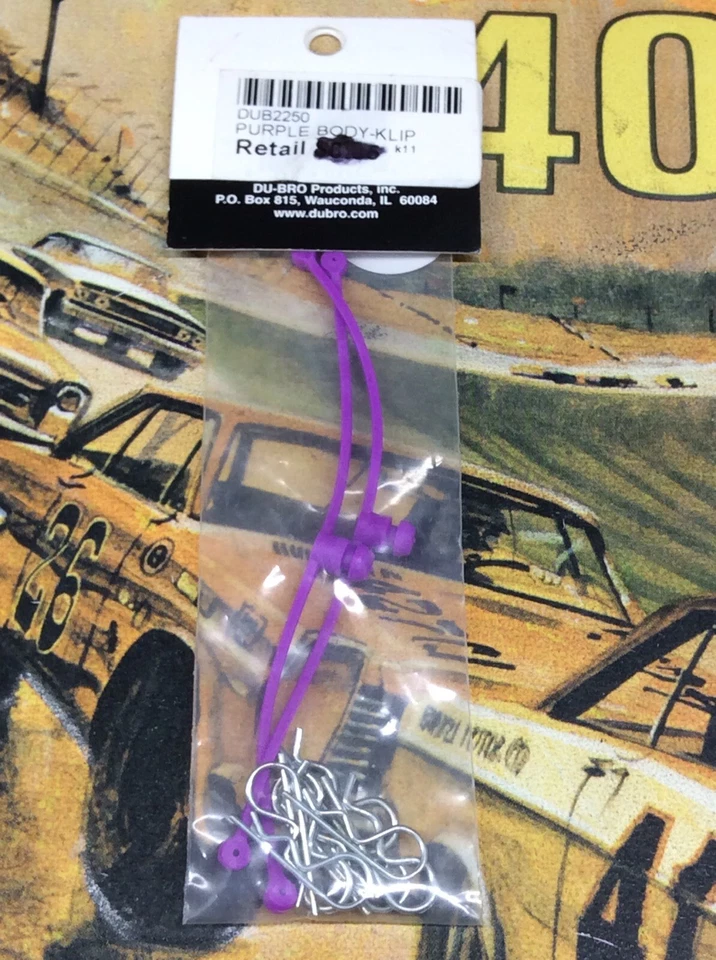 40
DUB2250
PURPLE BODY-KLIP
Retail k11
DU-BRO Products, inc.
P.O. Box 815, Wauconda, IL 60084
www.dubro.com
26